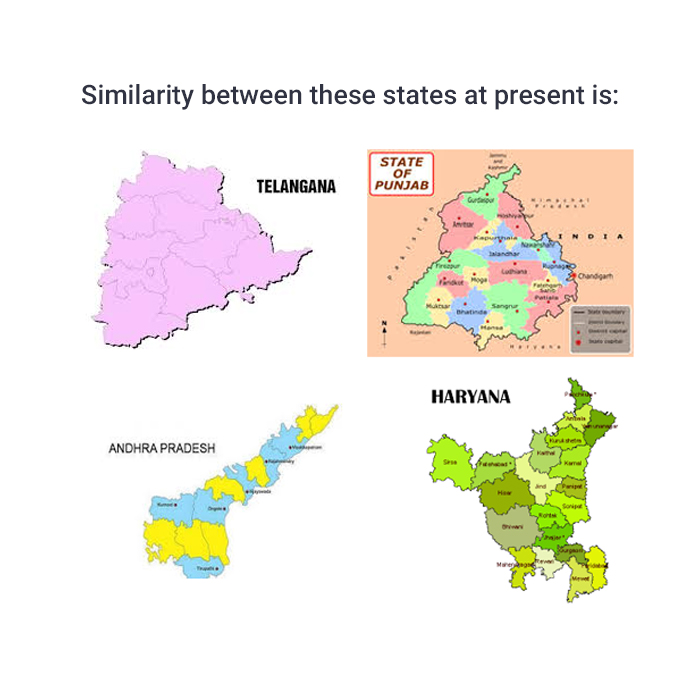 Similarity between these states at present is:
TELANGANA
STATE
OF
PUNJAB
Jammu
and
Kashmir
Himachal
Pradesh
Pakistan
INDIA
Gurdaspur
Hoshiyarpur
Amritsar
Kapurthala
Nawanshahr
Jalandhar
Rupnagar
Firozpur
Ludhiana
Chandigarh
Moga
Faridkot
Fatehgarh
Sahib
Patiala
Muktsar
Sangrur
Bhatinda
Mansa
N
Rajasthan
Haryana
State boundary
District boundary
District capital
State capital
ANDHRA PRADESH
Rajahmundry
Vijayawada
Kurnool
Ongole
Tirupathi
HARYANA
Panchkula *
Ambala
Yamunanagar
Kurukshetra
Kaithal
Karnal
Sirsa
Fatehabad *
Jind
Panipat
Hisar
Sonipat
Rohtak
Bhiwani
Jhajjar *
Gurgaon
Rewari
Faridabad
Mewat